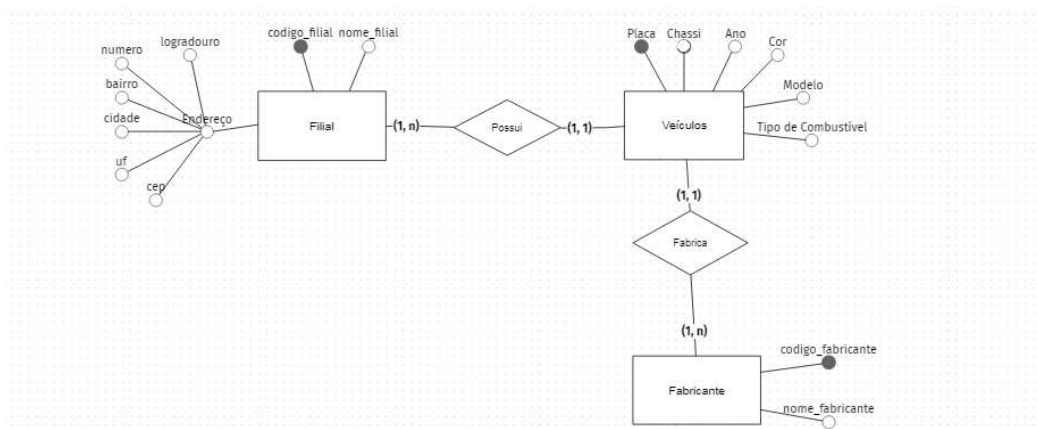 codigo_filial nome_filial
logradouro
numero
bairro
cidade
Endereço
uf
cep
Filial
(1, n)
Possui
(1, 1)
Placa Chassi Ano Cor
Veículos
Modelo
Tipo de Combustível
(1, 1)
Fabrica
(1, n)
Fabricante
codigo_fabricante
nome_fabricante